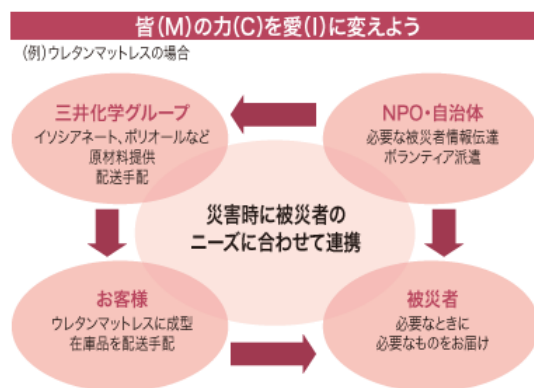 皆(M)の力(C)を愛(I)に変えよう
(例)ウレタンマットレスの場合
三井化学グループ
イソシアネート、ポリオールなど
原材料提供
配送手配
NPO・自治体
必要な被災者情報伝達
ボランティア派遣
災害時に被災者の
ニーズに合わせて連携
お客様
ウレタンマットレスに成型
在庫品を配送手配
被災者
必要なときに
必要なものをお届け